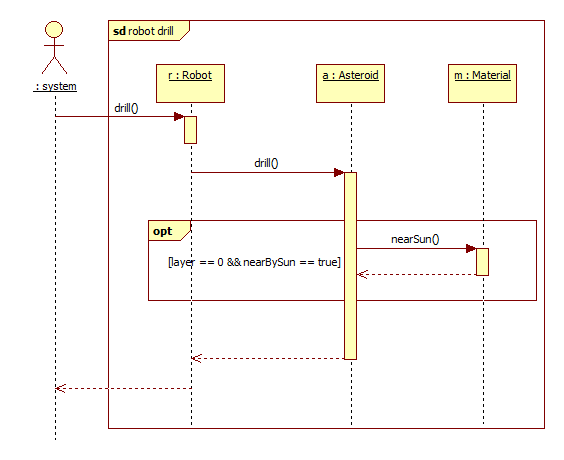 sd robot drill
: system
r : Robot
a : Asteroid
m : Material
drill()
drill()
opt
nearSun()
[layer == 0 && nearBySun == true]